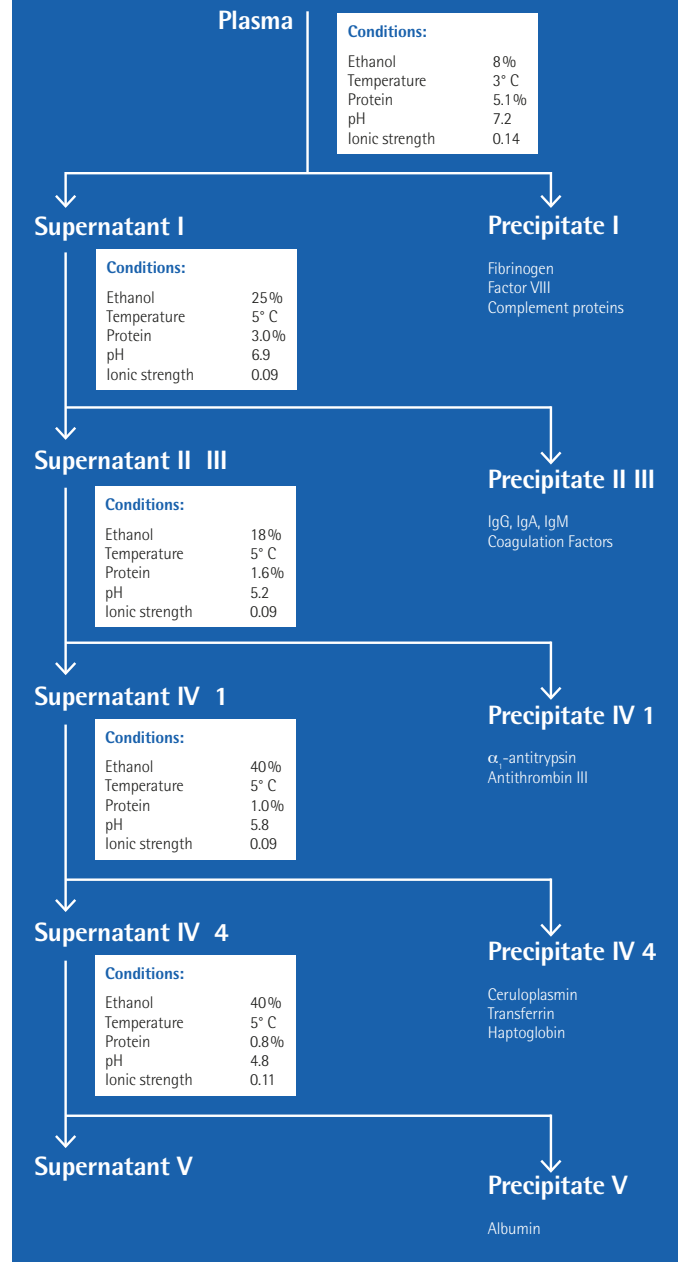 Plasma
Conditions:
Ethanol 8%
Temperature 3° C
Protein 5.1%
pH 7.2
Ionic strength 0.14
Supernatant I
Precipitate I
Conditions:
Ethanol 25%
Temperature 5° C
Protein 3.0%
pH 6.9
Ionic strength 0.09
Fibrinogen
Factor VIII
Complement proteins
Supernatant II III
Precipitate II III
Conditions:
Ethanol 18%
Temperature 5° C
Protein 1.6%
pH 5.2
Ionic strength 0.09
IgG, IgA, IgM
Coagulation Factors
Supernatant IV 1
Precipitate IV 1
Conditions:
Ethanol 40%
Temperature 5° C
Protein 1.0%
pH 5.8
Ionic strength 0.09
α₁-antitrypsin
Antithrombin III
Supernatant IV 4
Precipitate IV 4
Conditions:
Ethanol 40%
Temperature 5° C
Protein 0.8%
pH 4.8
Ionic strength 0.11
Ceruloplasmin
Transferrin
Haptoglobin
Supernatant V
Precipitate V
Albumin